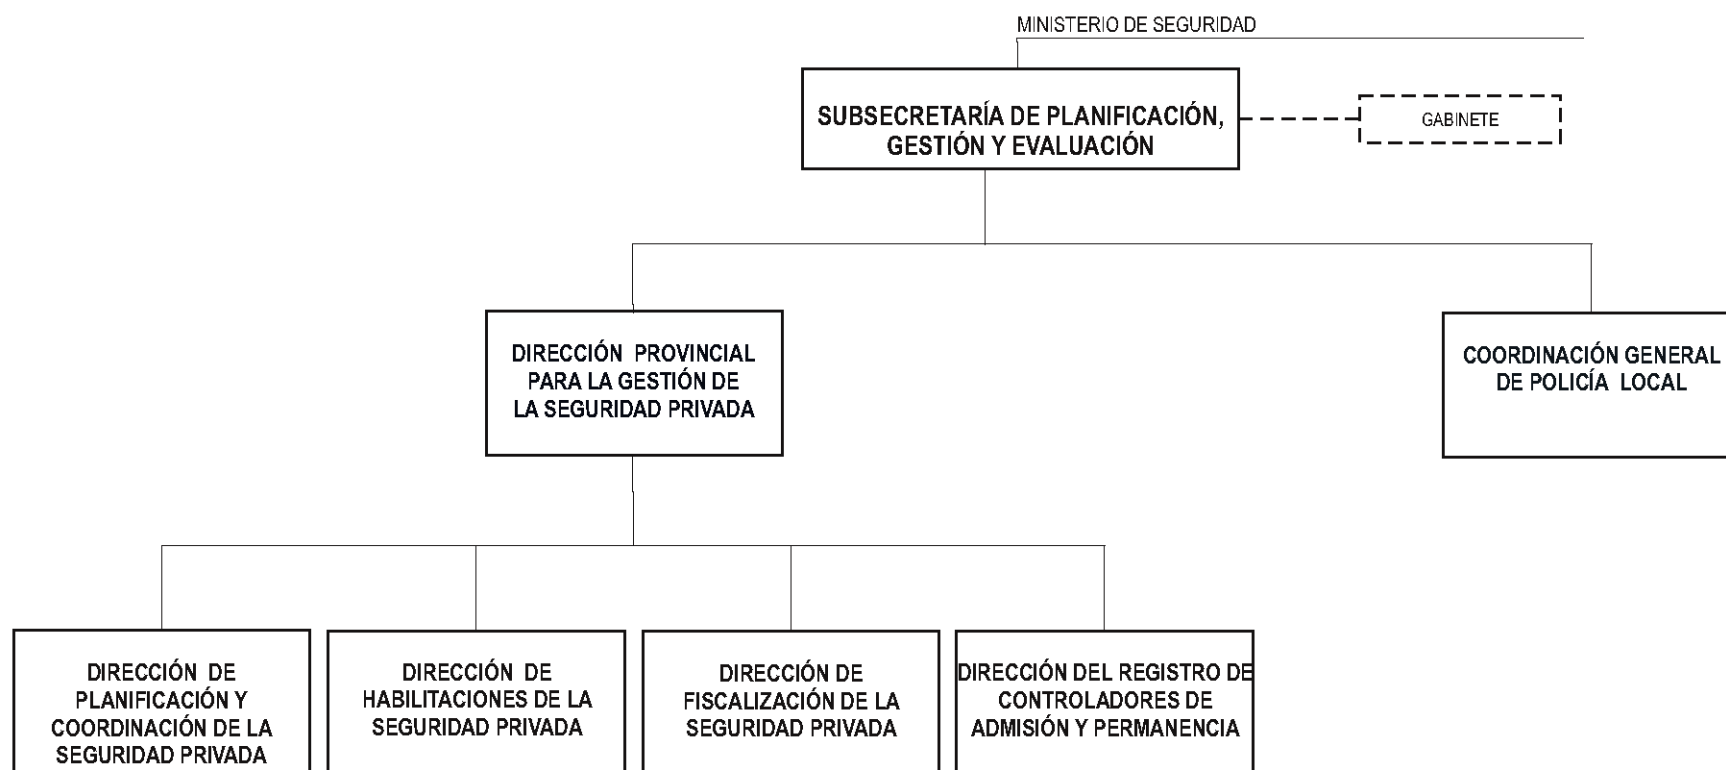 MINISTERIO DE SEGURIDAD
SUBSECRETARÍA DE PLANIFICACIÓN,
GESTIÓN Y EVALUACIÓN
GABINETE
DIRECCIÓN PROVINCIAL
PARA LA GESTIÓN DE
LA SEGURIDAD PRIVADA
COORDINACIÓN GENERAL
DE POLICÍA LOCAL
DIRECCIÓN DE
PLANIFICACIÓN Y
COORDINACIÓN DE LA
SEGURIDAD PRIVADA
DIRECCIÓN DE
HABILITACIONES DE LA
SEGURIDAD PRIVADA
DIRECCIÓN DE
FISCALIZACIÓN DE LA
SEGURIDAD PRIVADA
DIRECCIÓN DEL REGISTRO DE
CONTROLADORES DE
ADMISIÓN Y PERMANENCIA